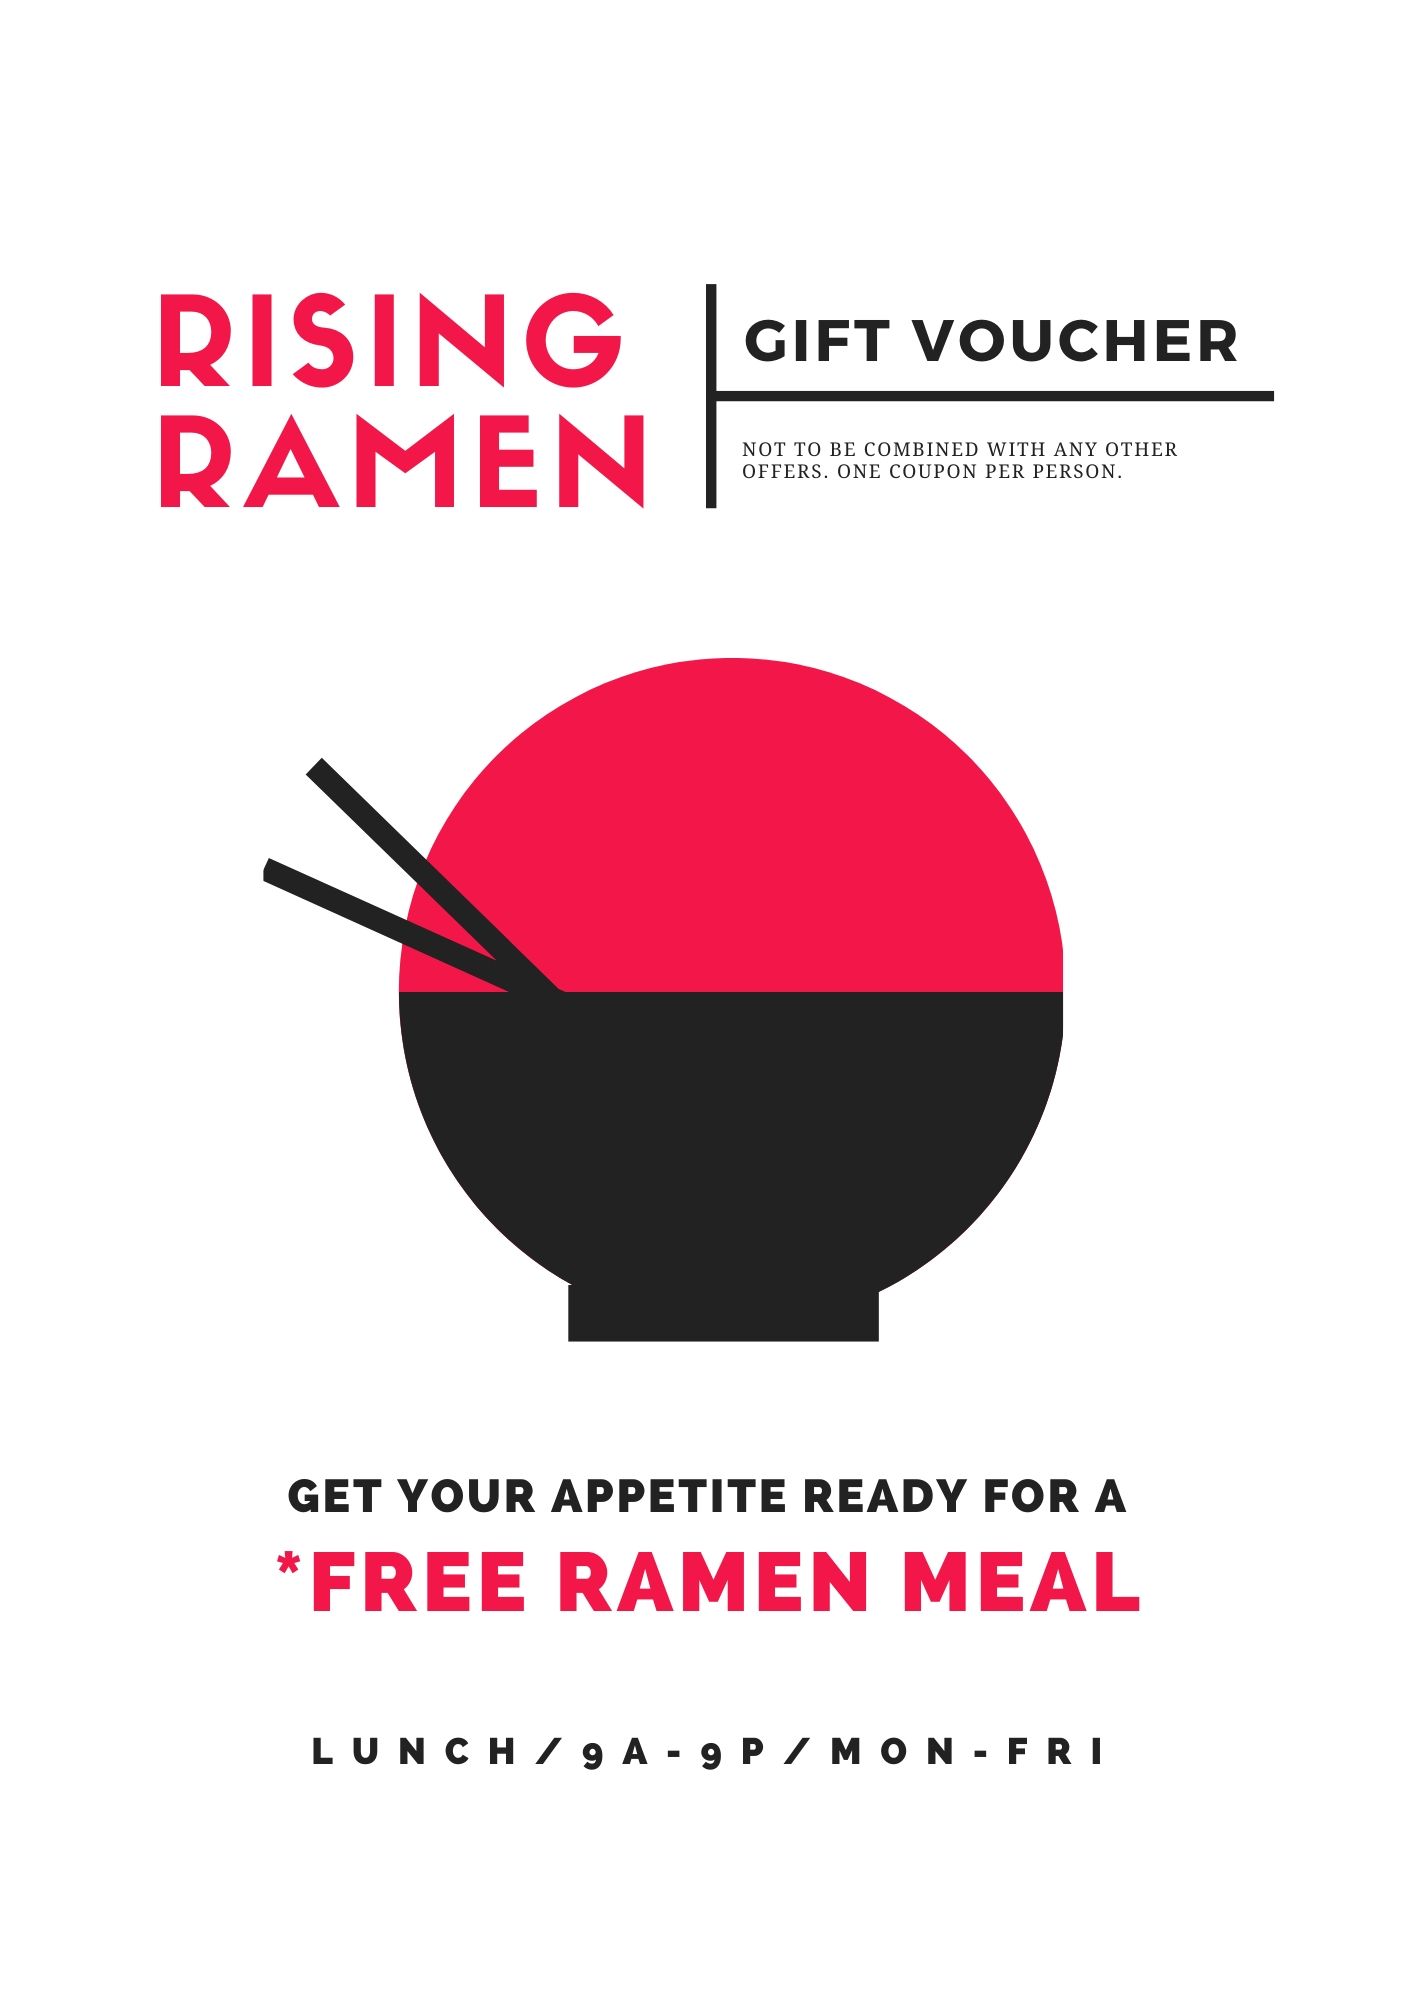 RISING
RAMEN
GIFT VOUCHER
NOT TO BE COMBINED WITH ANY OTHER
OFFERS. ONE COUPON PER PERSON.
GET YOUR APPETITE READY FOR A
*FREE RAMEN MEAL
LUNCH/9A-9P/MON-FRI